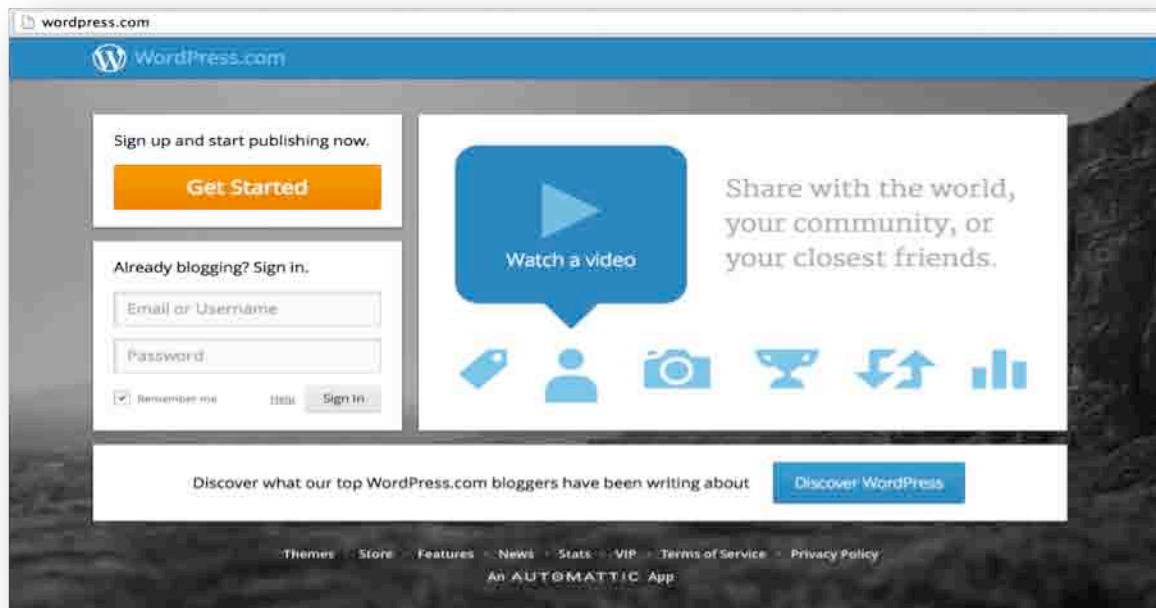 wordpress.com
WordPress.com
Sign up and start publishing now.
Get Started
Already blogging? Sign in.
Email or Username
Password
Remember me
Help
Sign In
Watch a video
Share with the world,
your community, or
your closest friends.
Discover what our top WordPress.com bloggers have been writing about
Discover WordPress
Themes Store Features News Stats VIP Terms of Service Privacy Policy
An AUTOMATTIC App